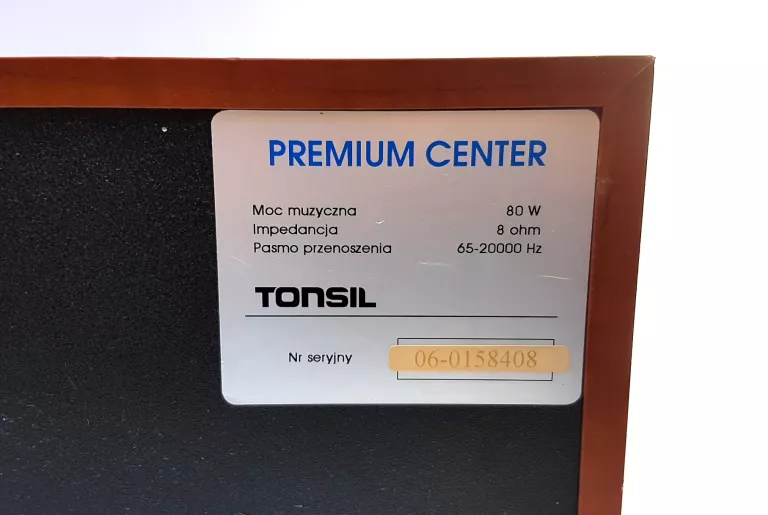 PREMIUM CENTER
Moc muzyczna 80 W
Impedancja 8 ohm
Pasmo przenoszenia 65-20000 Hz
TONSIL
Nr seryjny 06-0158408